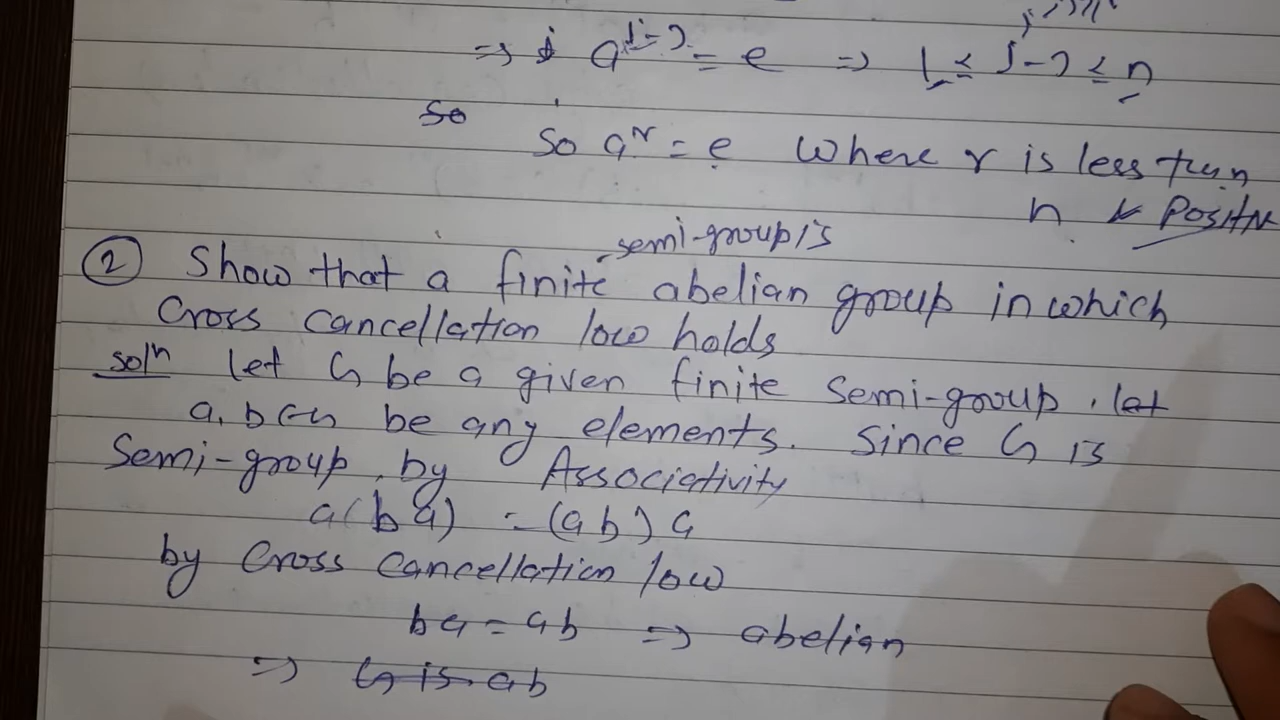 => a^{j-i} = e => 1 ≤ j-i ≤ n
So
So a^r = e where r is less than
n & positive
semi-group is
② Show that a finite abelian group in which
Cross cancellation low holds
soln let G be a given finite semi-group. let
a, b ∈ G be any elements. Since G is
Semi-group, by Associativity
a(ba) = (ab)a
by Cross Cancellation low
ba = ab => abelian
=> G is ab